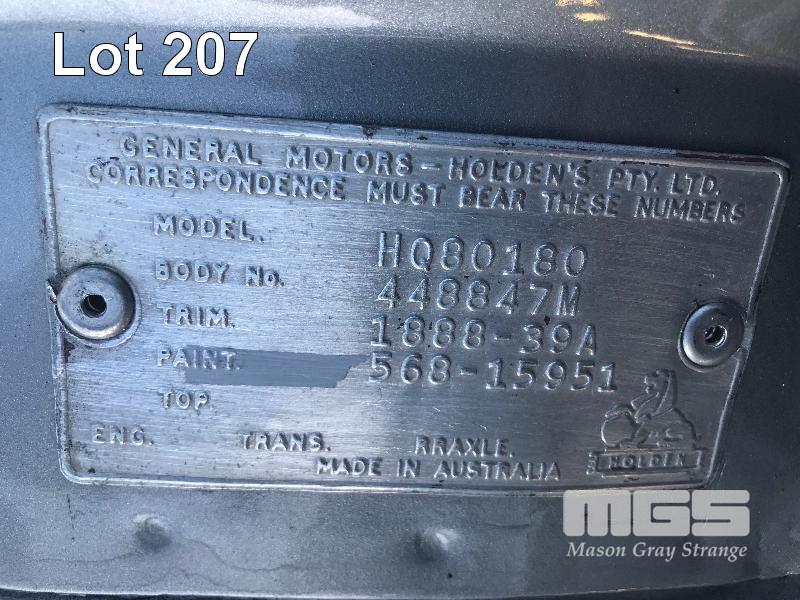 Lot 207
GENERAL MOTORS – HOLDEN'S PTY. LTD.
CORRESPONDENCE MUST BEAR THESE NUMBERS
MODEL. HQ80180
BODY No. 448847M
TRIM. 1888-39A
PAINT. 568-15951
TOP.
ENG. TRANS. RRAXLE.
MADE IN AUSTRALIA
HOLDEN
MGS
Mason Gray Strange